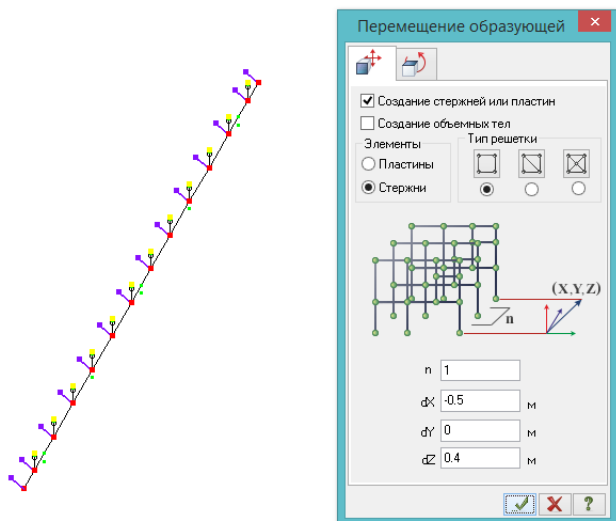 Перемещение образующей
Создание стержней или пластин
Создание объемных тел
Элементы
Тип решетки
Пластины
Стержни
(X,Y,Z)
n
n 1
dX -0.5 м
dY 0 м
dZ 0.4 м
?